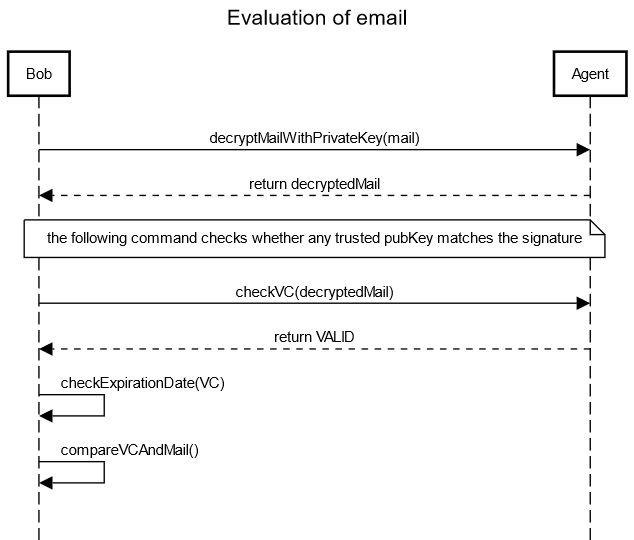 Evaluation of email
Bob
Agent
decryptMailWithPrivateKey(mail)
return decryptedMail
the following command checks whether any trusted pubKey matches the signature
checkVC(decryptedMail)
return VALID
checkExpirationDate(VC)
compareVCAndMail()